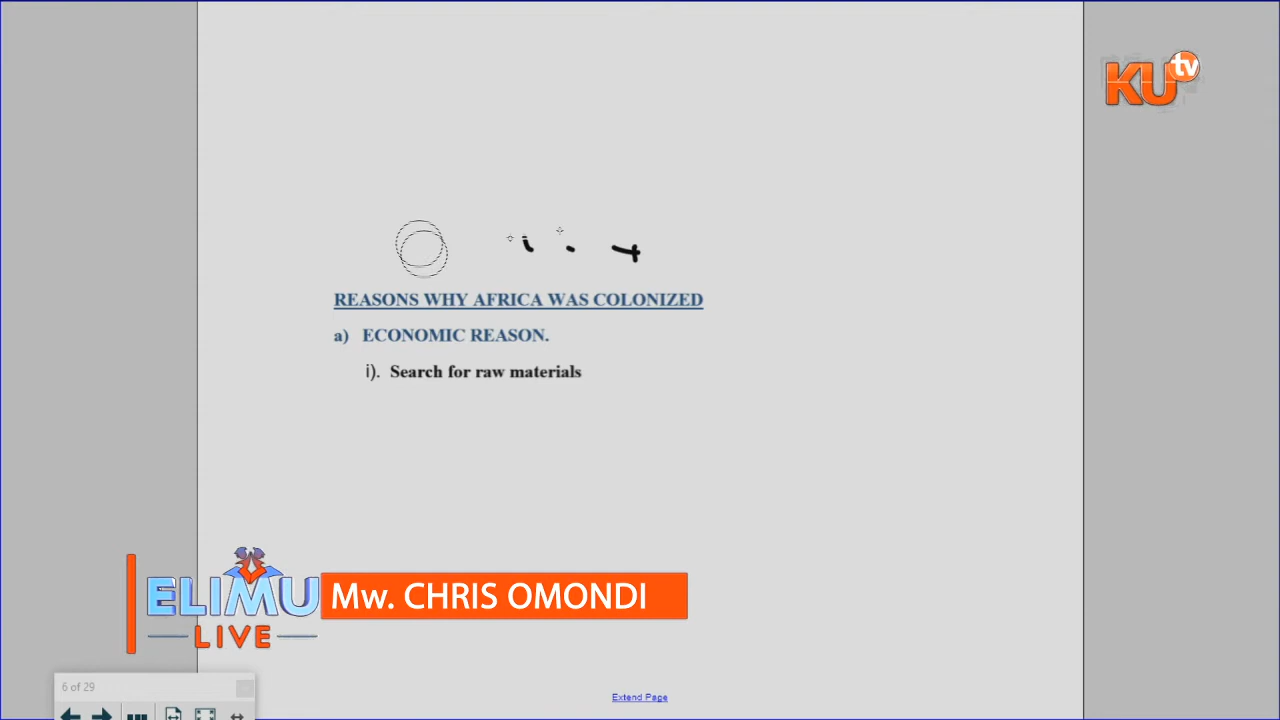 KU tv
REASONS WHY AFRICA WAS COLONIZED
a) ECONOMIC REASON.
i). Search for raw materials
ELIMU
LIVE
Mw. CHRIS OMONDI
6 of 29
Extend Page